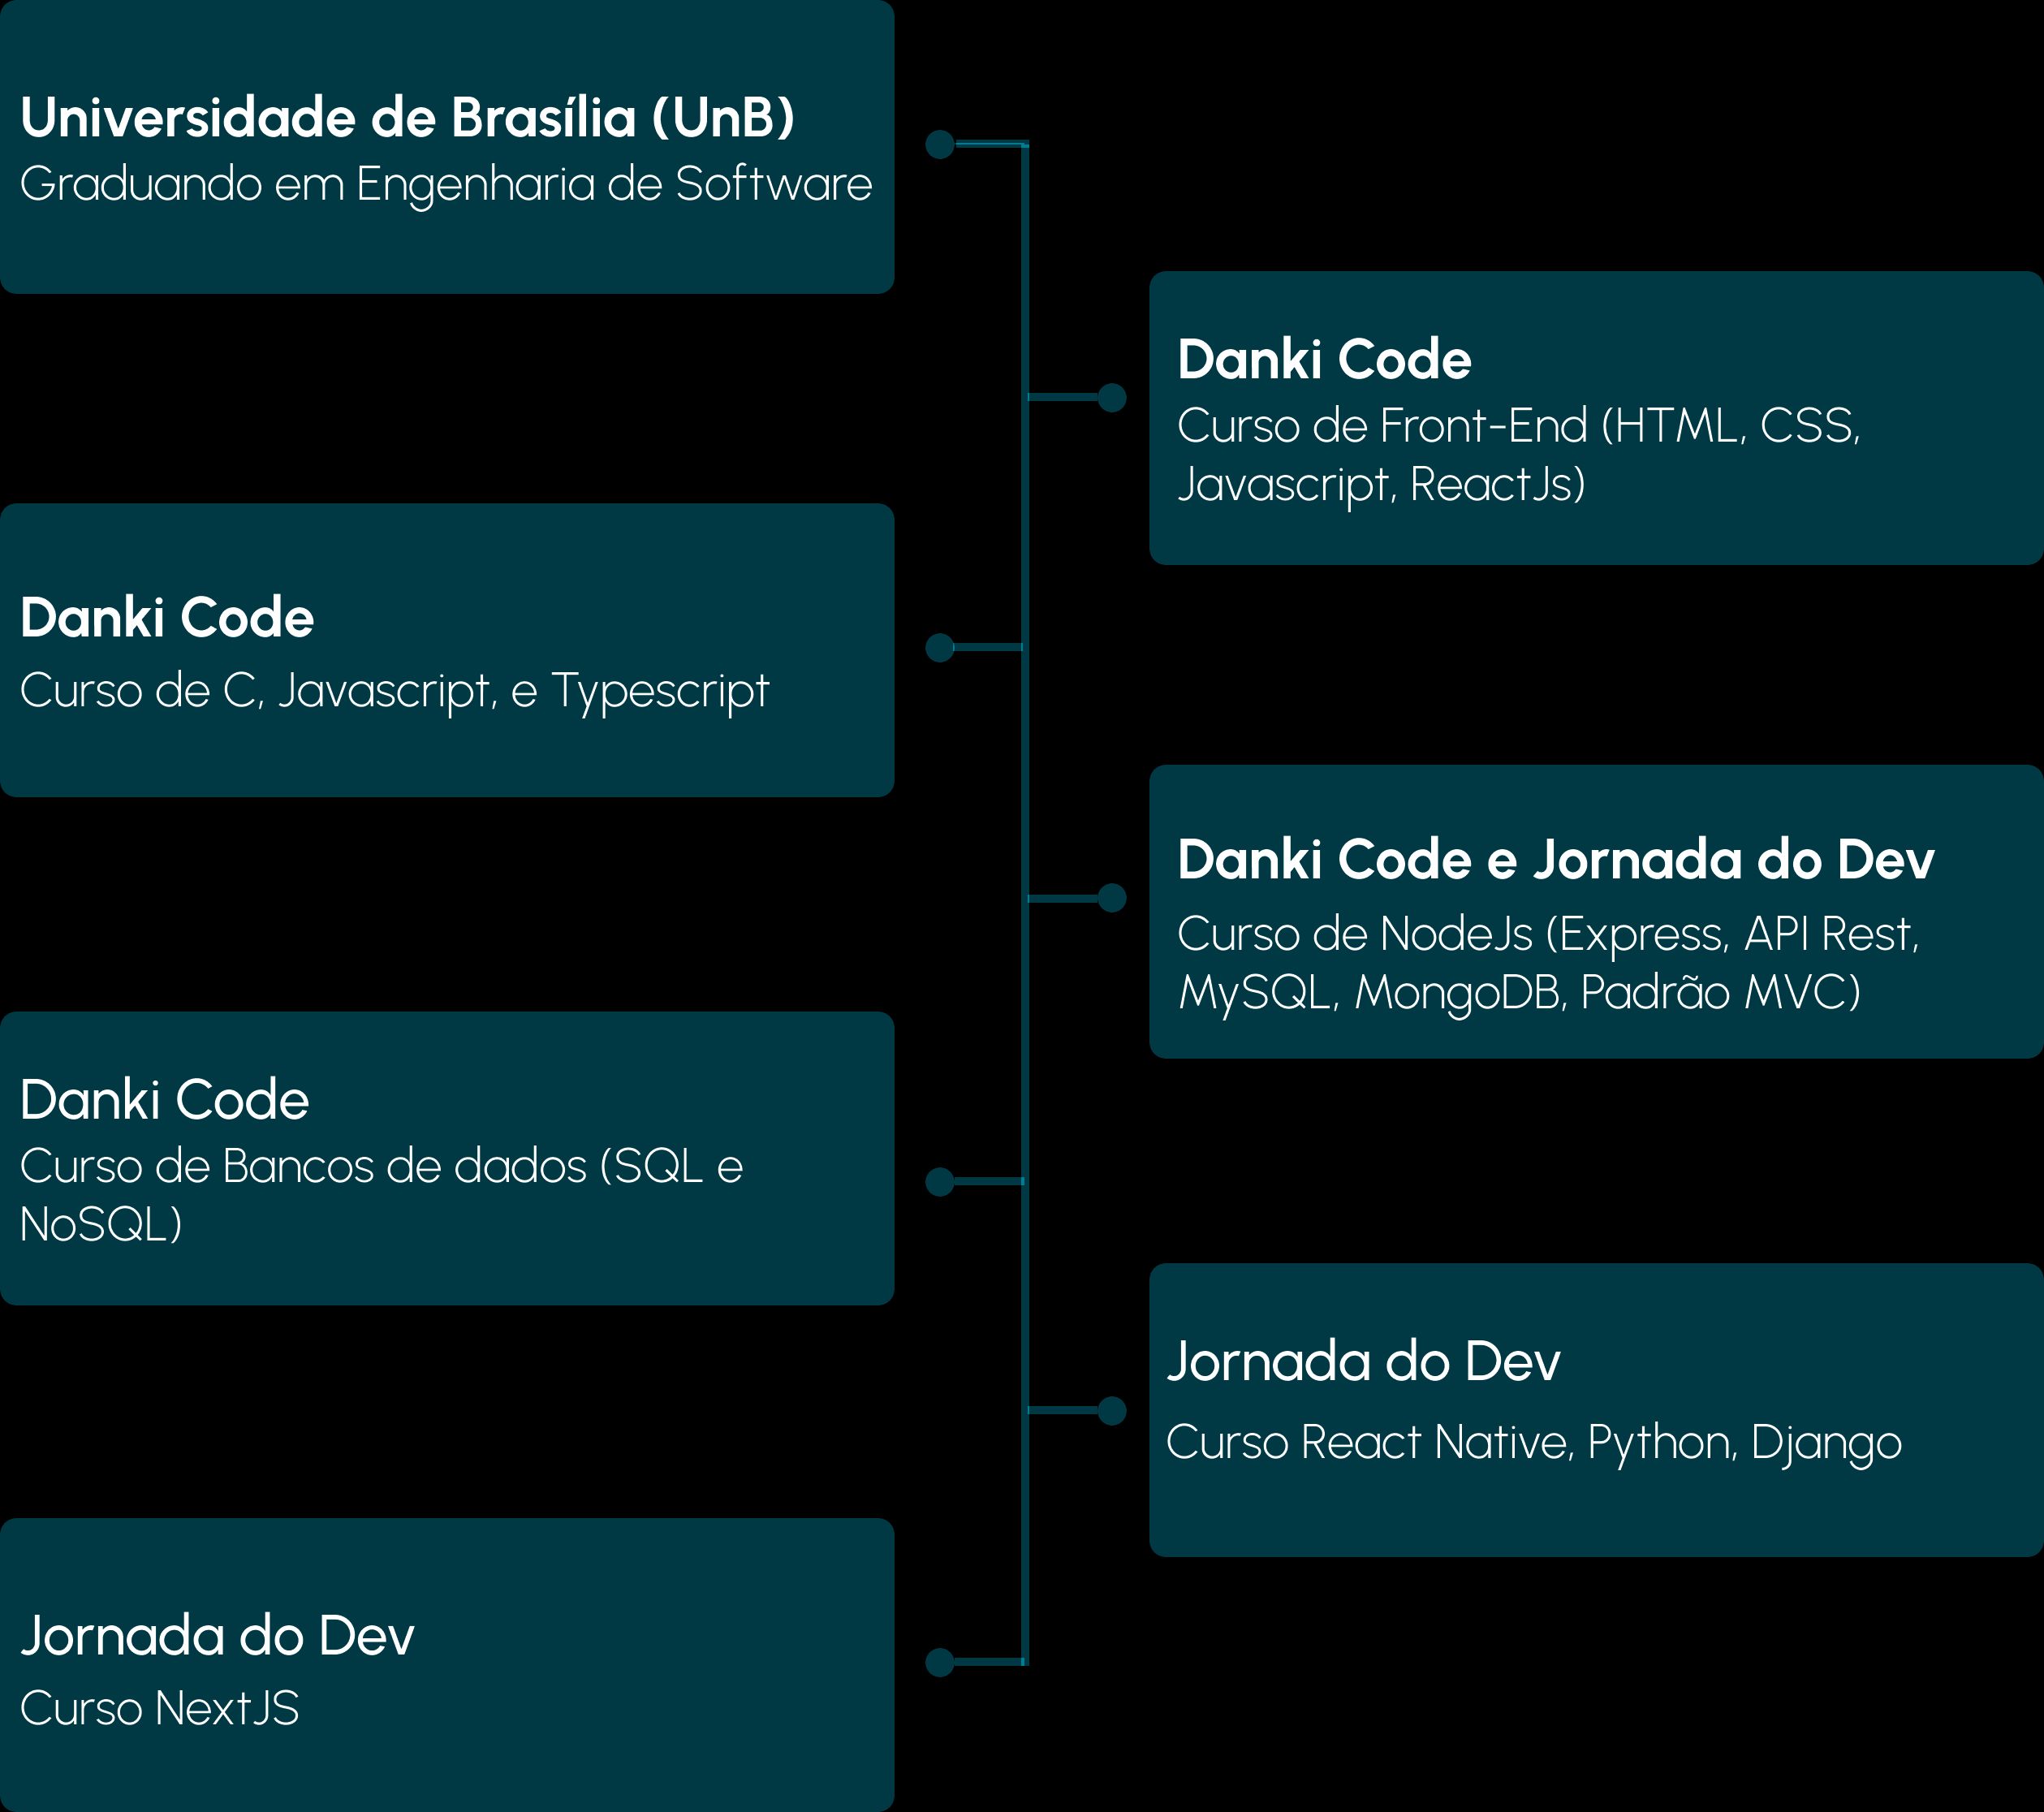 Universidade de Brasília (UnB)
Graduando em Engenharia de Software
Danki Code
Curso de Front-End (HTML, CSS,
Javascript, ReactJs)
Danki Code
Curso de C, Javascript, e Typescript
Danki Code e Jornada do Dev
Curso de NodeJs (Express, API Rest,
MySQL, MongoDB, Padrão MVC)
Danki Code
Curso de Bancos de dados (SQL e
NoSQL)
Jornada do Dev
Curso React Native, Python, Django
Jornada do Dev
Curso NextJS